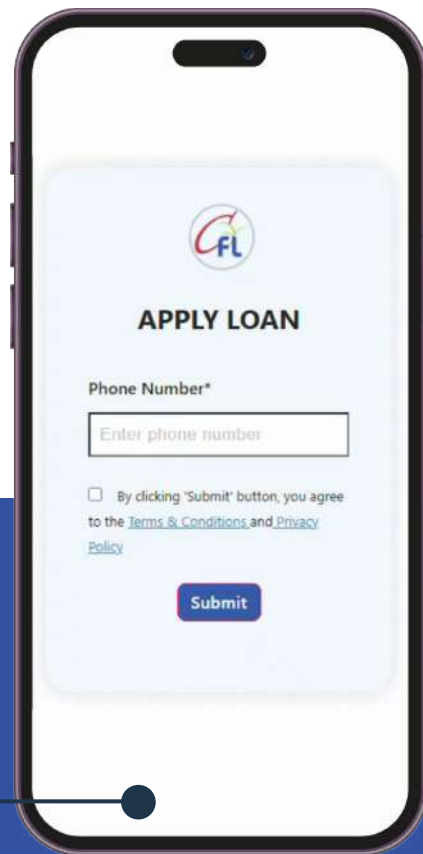 CFL
APPLY LOAN
Phone Number*
Enter phone number
By clicking 'Submit' button, you agree
to the Terms & Conditions and Privacy
Policy
Submit